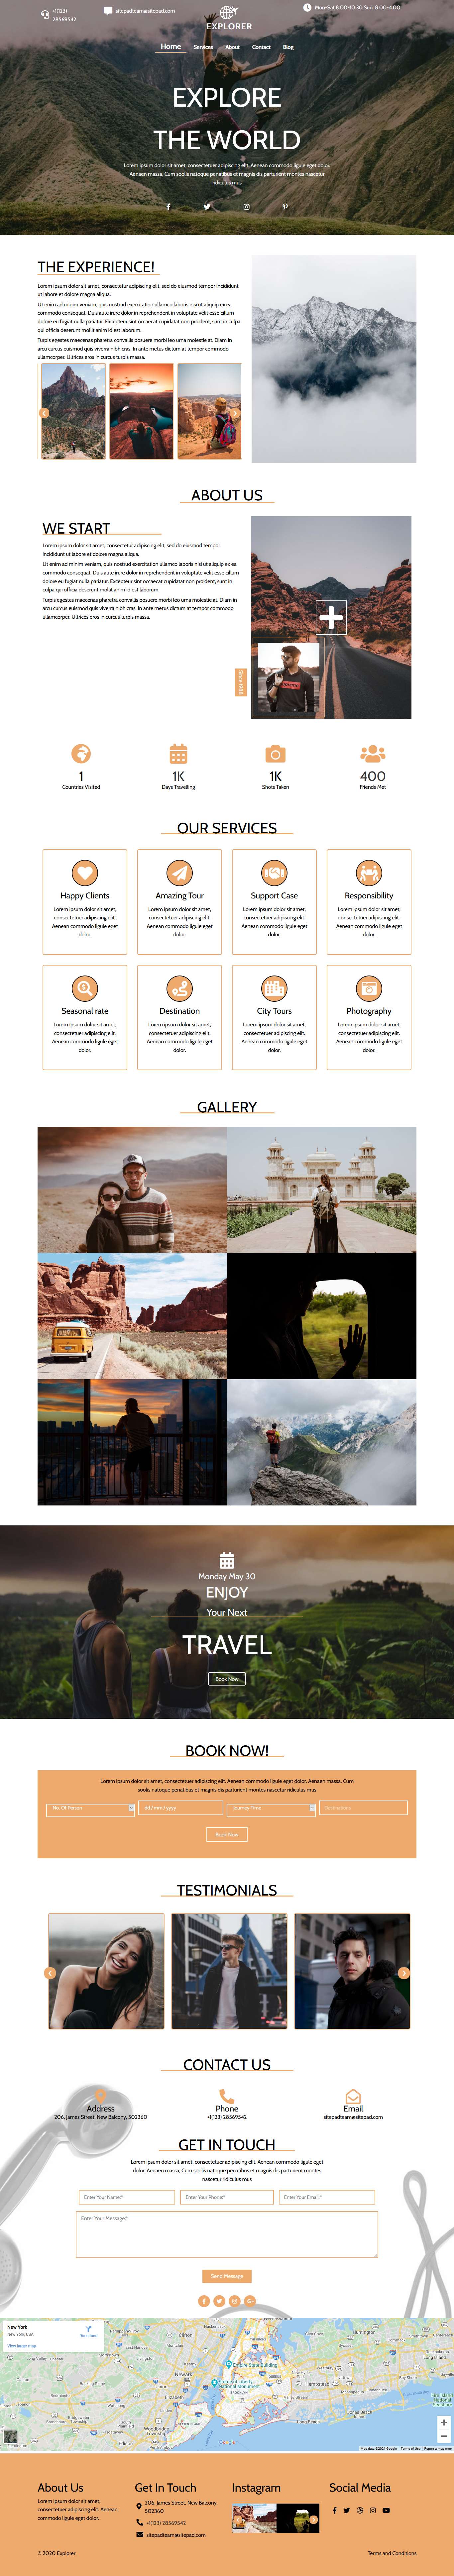 +1(123)
28569542
sitepadteam@sitepad.com
EXPLORER
Mon-Sat:8.00-10.30 Sun: 8.00-4.00
Home
Services
About
Contact
Blog
EXPLORE
THE WORLD
Lorem ipsum dolor sit amet, consectetuer adipiscing elit. Aenean commodo ligule eget dolor.
Aenean massa, Cum soolis natoque penatibus et magnis dis parturient montes nascetur
ridiculus mus
THE EXPERIENCE!
Lorem ipsum dolor sit amet, consectetur adipiscing elit, sed do eiusmod tempor incididunt
ut labore et dolore magna aliqua.
Ut enim ad minim veniam, quis nostrud exercitation ullamco laboris nisi ut aliquip ex ea
commodo consequat. Duis aute irure dolor in reprehenderit in voluptate velit esse cillum
dolore eu fugiat nulla pariatur. Excepteur sint occaecat cupidatat non proident, sunt in culpa
qui officia deserunt mollit anim id est laborum.
Turpis egestes maecenas pharetra convallis posuere morbi leo urna molestie at. Diam in
arcu cursus euismod quis viverra nibh cras. In ante metus dictum at tempor commodo
ullamcorper. Ultrices eros in curcus turpis massa.
ABOUT US
WE START
Lorem ipsum dolor sit amet, consectetur adipiscing elit, sed do eiusmod tempor
incididunt ut labore et dolore magna aliqua.
Ut enim ad minim veniam, quis nostrud exercitation ullamco laboris nisi ut aliquip ex ea
commodo consequat. Duis aute irure dolor in reprehenderit in voluptate velit esse cillum
dolore eu fugiat nulla pariatur. Excepteur sint occaecat cupidatat non proident, sunt in
culpa qui officia deserunt mollit anim id est laborum.
Turpis egestes maecenas pharetra convallis posuere morbi leo urna molestie at. Diam in
arcu cursus euismod quis viverra nibh cras. In ante metus dictum at tempor commodo
ullamcorper. Ultrices eros in curcus turpis massa.
1
Countries Visited
1K
Days Travelling
1K
Shots Taken
400
Friends Met
OUR SERVICES
Happy Clients
Lorem ipsum dolor sit amet,
consectetuer adipiscing elit.
Aenean commodo ligule eget
dolor.
Amazing Tour
Lorem ipsum dolor sit amet,
consectetuer adipiscing elit.
Aenean commodo ligule eget
dolor.
Support Case
Lorem ipsum dolor sit amet,
consectetuer adipiscing elit.
Aenean commodo ligule eget
dolor.
Responsibility
Lorem ipsum dolor sit amet,
consectetuer adipiscing elit.
Aenean commodo ligule eget
dolor.
Seasonal rate
Lorem ipsum dolor sit amet,
consectetuer adipiscing elit.
Aenean commodo ligule eget
dolor.
Destination
Lorem ipsum dolor sit amet,
consectetuer adipiscing elit.
Aenean commodo ligule eget
dolor.
City Tours
Lorem ipsum dolor sit amet,
consectetuer adipiscing elit.
Aenean commodo ligule eget
dolor.
Photography
Lorem ipsum dolor sit amet,
consectetuer adipiscing elit.
Aenean commodo ligule eget
dolor.
GALLERY
Monday May 30
ENJOY
Your Next
TRAVEL
Book Now
BOOK NOW!
Lorem ipsum dolor sit amet, consectetuer adipiscing elit. Aenean commodo ligule eget dolor. Aenean massa, Cum
soolis natoque penatibus et magnis dis parturient montes nascetur ridiculus mus
No. Of Person
dd/mm/yyyy
Journey Time
Destinations
Book Now
TESTIMONIALS
CONTACT US
Address
206, James Street, New Balcony, 502360
Phone
+1(123) 28569542
Email
sitepadteam@sitepad.com
GET IN TOUCH
Lorem ipsum dolor sit amet, consectetuer adipiscing elit. Aenean commodo ligule eget
dolor. Aenean massa, Cum soolis natoque penatibus et magnis dis parturient montes
nascetur ridiculus mus
Enter Your Name:*
Enter Your Phone:*
Enter Your Email:*
Enter Your Message:*
Send Message
New York
New York, USA
Directions
View larger map
Clifton
Newark
Elizabeth
Edison
Huntington
Hempstead
Long Beach
Map data ©2021 Google
Terms of Use
Report a map error
About Us
Lorem ipsum dolor sit amet,
consectetuer adipiscing elit. Aenean
commodo ligule eget dolor.
Get In Touch
206, James Street, New Balcony,
502360
+1(123) 28569542
sitepadteam@sitepad.com
Instagram
Social Media
© 2020 Explorer
Terms and Conditions